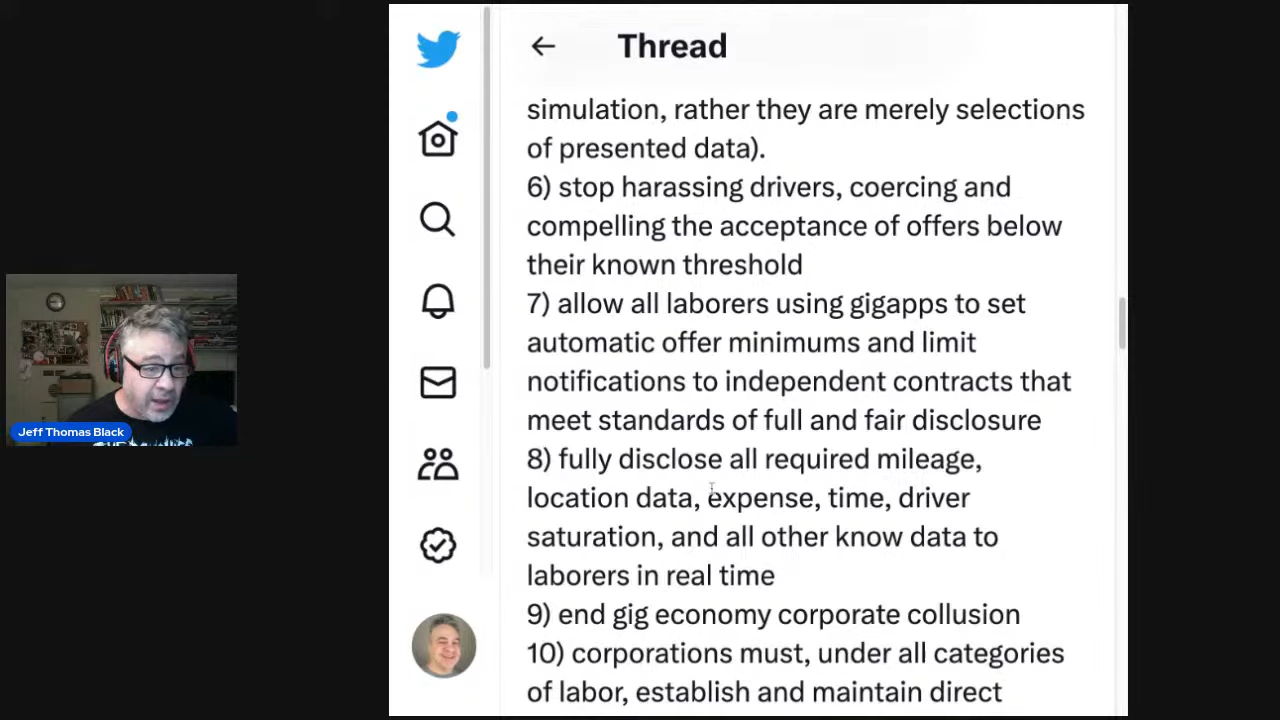 Thread
simulation, rather they are merely selections
of presented data).
6) stop harassing drivers, coercing and
compelling the acceptance of offers below
their known threshold
7) allow all laborers using gigapps to set
automatic offer minimums and limit
notifications to independent contracts that
meet standards of full and fair disclosure
8) fully disclose all required mileage,
location data, expense, time, driver
saturation, and all other know data to
laborers in real time
9) end gig economy corporate collusion
10) corporations must, under all categories
of labor, establish and maintain direct
Jeff Thomas Black